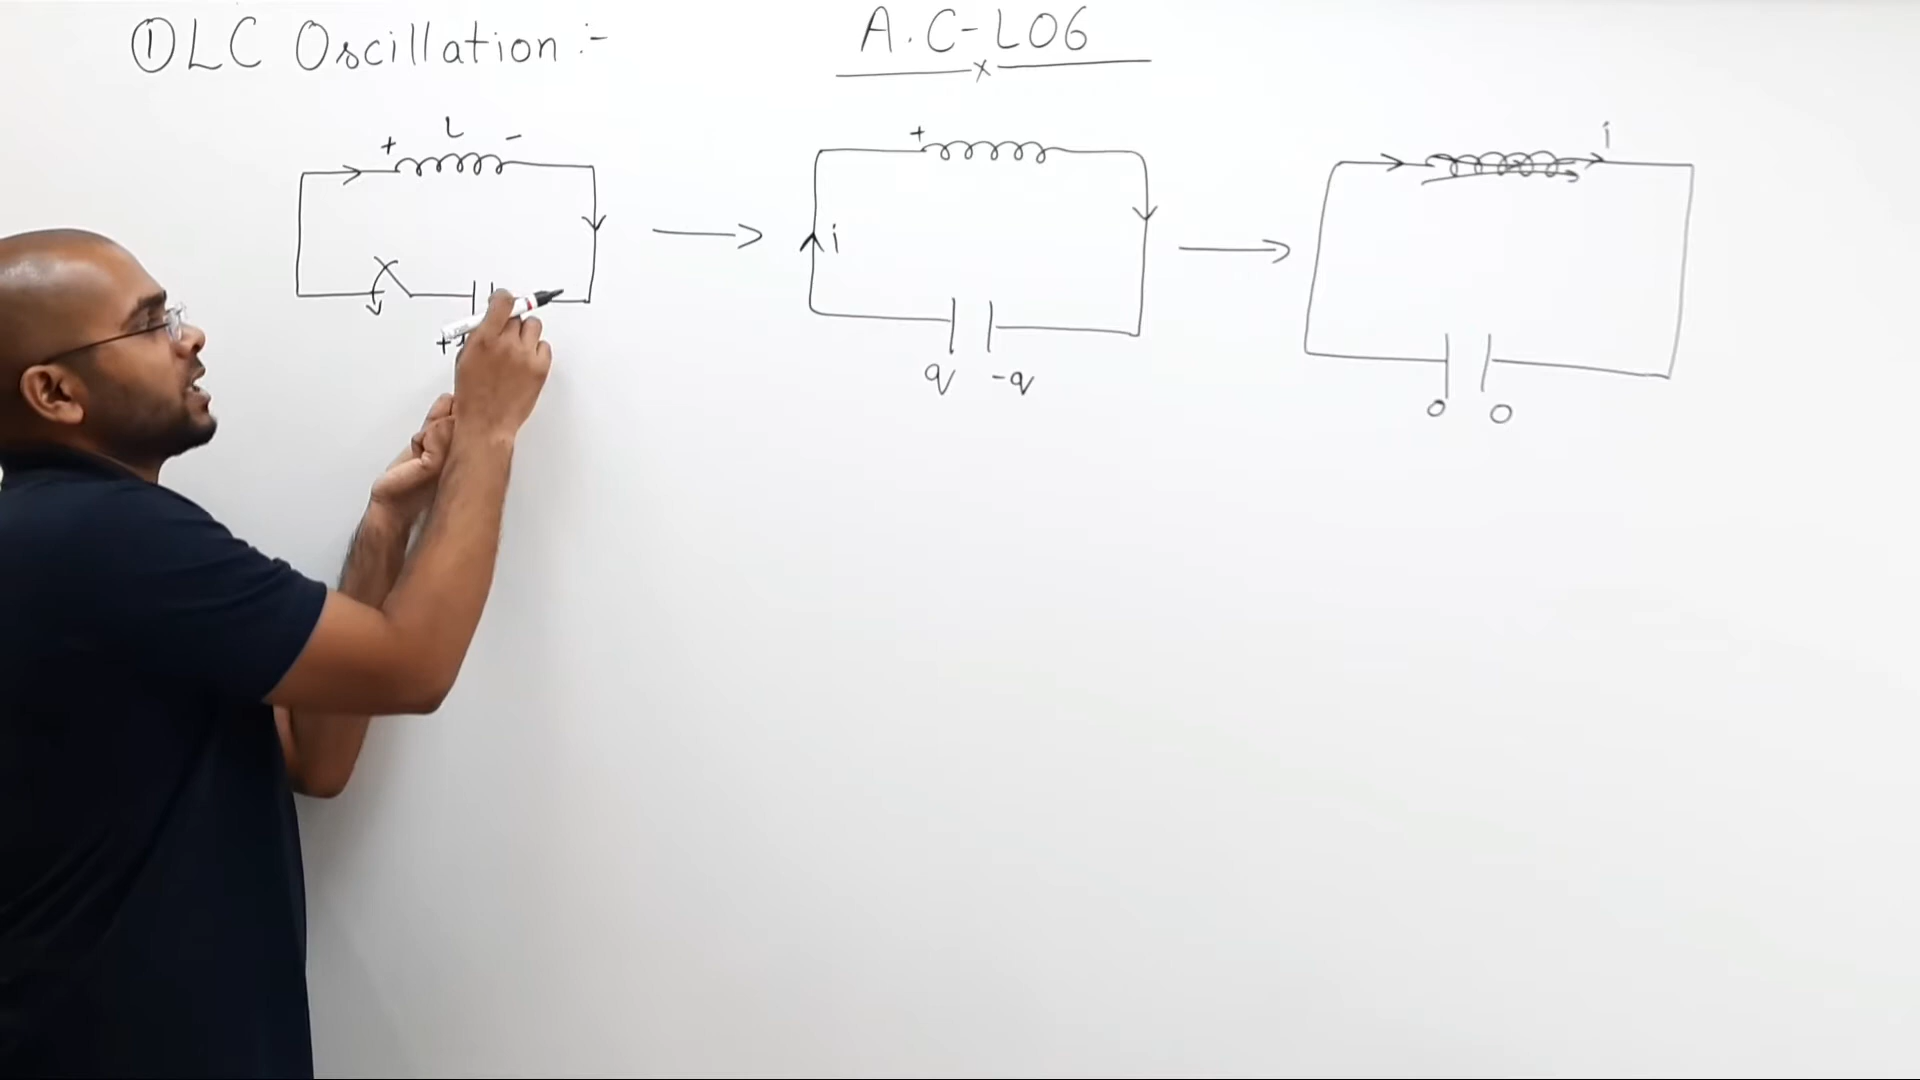 ① LC Oscillation :-
A.C-L06
+ L -
+
i
q -q
i
0 0